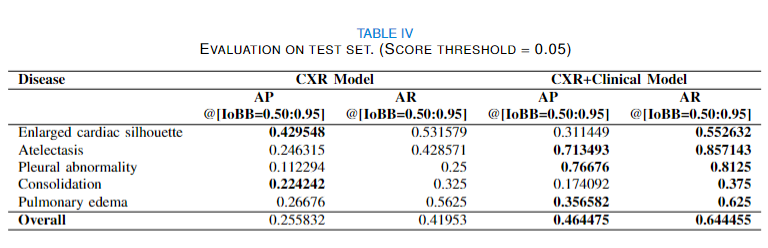 TABLE IV
EVALUATION ON TEST SET. (SCORE THRESHOLD = 0.05)
Disease CXR Model CXR+Clinical Model
AP AR AP AR
@[IoBB=0.50:0.95] @[IoBB=0.50:0.95] @[IoBB=0.50:0.95] @[IoBB=0.50:0.95]
Enlarged cardiac silhouette 0.429548 0.531579 0.311449 0.552632
Atelectasis 0.246315 0.428571 0.713493 0.857143
Pleural abnormality 0.112294 0.25 0.76676 0.8125
Consolidation 0.224242 0.325 0.174092 0.375
Pulmonary edema 0.26676 0.5625 0.356582 0.625
Overall 0.255832 0.41953 0.464475 0.644455